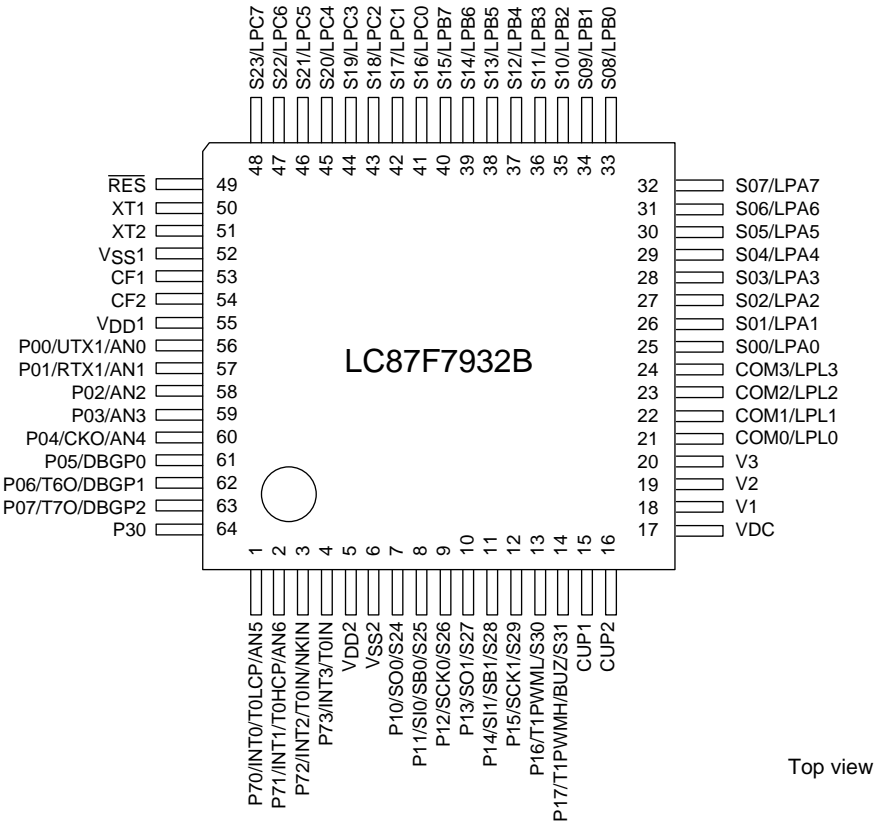 S23/LPC7
S22/LPC6
S21/LPC5
S20/LPC4
S19/LPC3
S18/LPC2
S17/LPC1
S16/LPC0
S15/LPB7
S14/LPB6
S13/LPB5
S12/LPB4
S11/LPB3
S10/LPB2
S09/LPB1
S08/LPB0
48 47 46 45 44 43 42 41 40 39 38 37 36 35 34 33
RES 49
XT1 50
XT2 51
VSS1 52
CF1 53
CF2 54
VDD1 55
P00/UTX1/AN0 56
P01/RTX1/AN1 57
P02/AN2 58
P03/AN3 59
P04/CKO/AN4 60
P05/DBGP0 61
P06/T6O/DBGP1 62
P07/T7O/DBGP2 63
P30 64
LC87F7932B
32 S07/LPA7
31 S06/LPA6
30 S05/LPA5
29 S04/LPA4
28 S03/LPA3
27 S02/LPA2
26 S01/LPA1
25 S00/LPA0
24 COM3/LPL3
23 COM2/LPL2
22 COM1/LPL1
21 COM0/LPL0
20 V3
19 V2
18 V1
17 VDC
1 2 3 4 5 6 7 8 9 10 11 12 13 14 15 16
P70/INT0/T0LCP/AN5
P71/INT1/T0HCP/AN6
P72/INT2/T0IN/NKIN
P73/INT3/T0IN
VDD2
VSS2
P10/SO0/S24
P11/SI0/SB0/S25
P12/SCK0/S26
P13/SO1/S27
P14/SI1/SB1/S28
P15/SCK1/S29
P16/T1PWML/S30
P17/T1PWMH/BUZ/S31
CUP1
CUP2
Top view